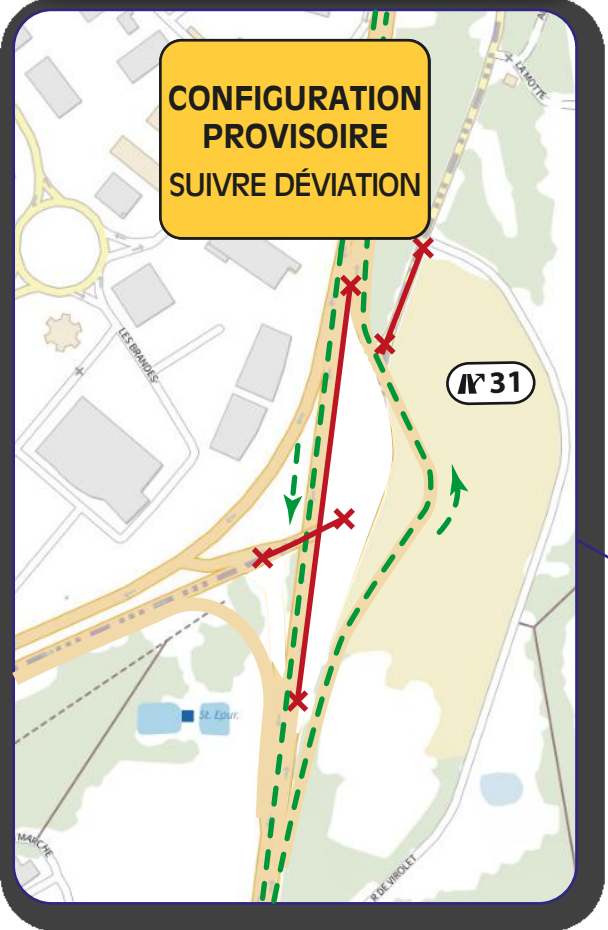 CONFIGURATION
PROVISOIRE
SUIVRE DÉVIATION
LA MOTTE
LES BRANDES
31
St. Epur.
MARCHE
R DE VIROLET